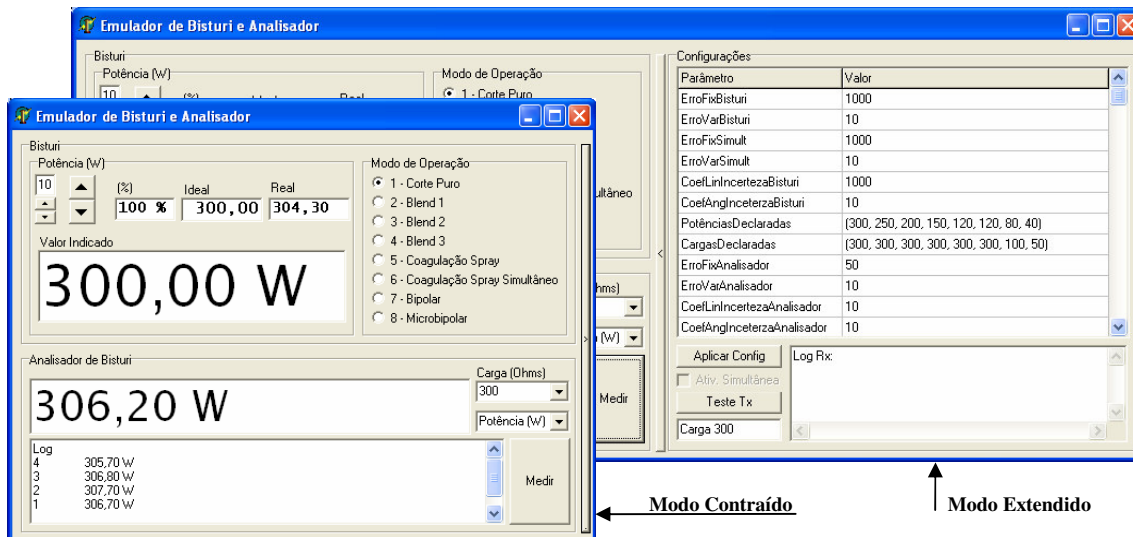 Emulador de Bisturi e Analisador
Bisturi
Potência (W)
10
(%)
Modo de Operação
1 - Corte Puro
Configurações
Parâmetro Valor
ErroFixBisturi 1000
ErroVarBisturi 10
ErroFixSimult 1000
ErroVarSimult 10
CoefLinIncertezaBisturi 1000
CoefAngInceterzaBisturi 10
PotênciasDeclaradas (300, 250, 200, 150, 120, 120, 80, 40)
CargasDeclaradas (300, 300, 300, 300, 300, 300, 100, 50)
ErroFixAnalisador 50
ErroVarAnalisador 10
CoefLinIncertezaAnalisador 10
CoefAngInceterzaAnalisador 10
Aplicar Config
Ativ. Simultânea
Teste Tx
Carga 300
Log Rx:
<
(W)
Medir
Emulador de Bisturi e Analisador
Bisturi
Potência (W)
10
(%) Ideal Real
100 % 300,00 304,30
Valor Indicado
300,00 W
Modo de Operação
1 - Corte Puro
2 - Blend 1
3 - Blend 2
4 - Blend 3
5 - Coagulação Spray
6 - Coagulação Spray Simultâneo
7 - Bipolar
8 - Microbipolar
>
Analisador de Bisturi
306,20 W
Carga (Ohms)
300
Potência (W)
Log
4 305,70 W
3 306,80 W
2 307,70 W
1 306,70 W
Medir
Modo Contraído
Modo Extendido